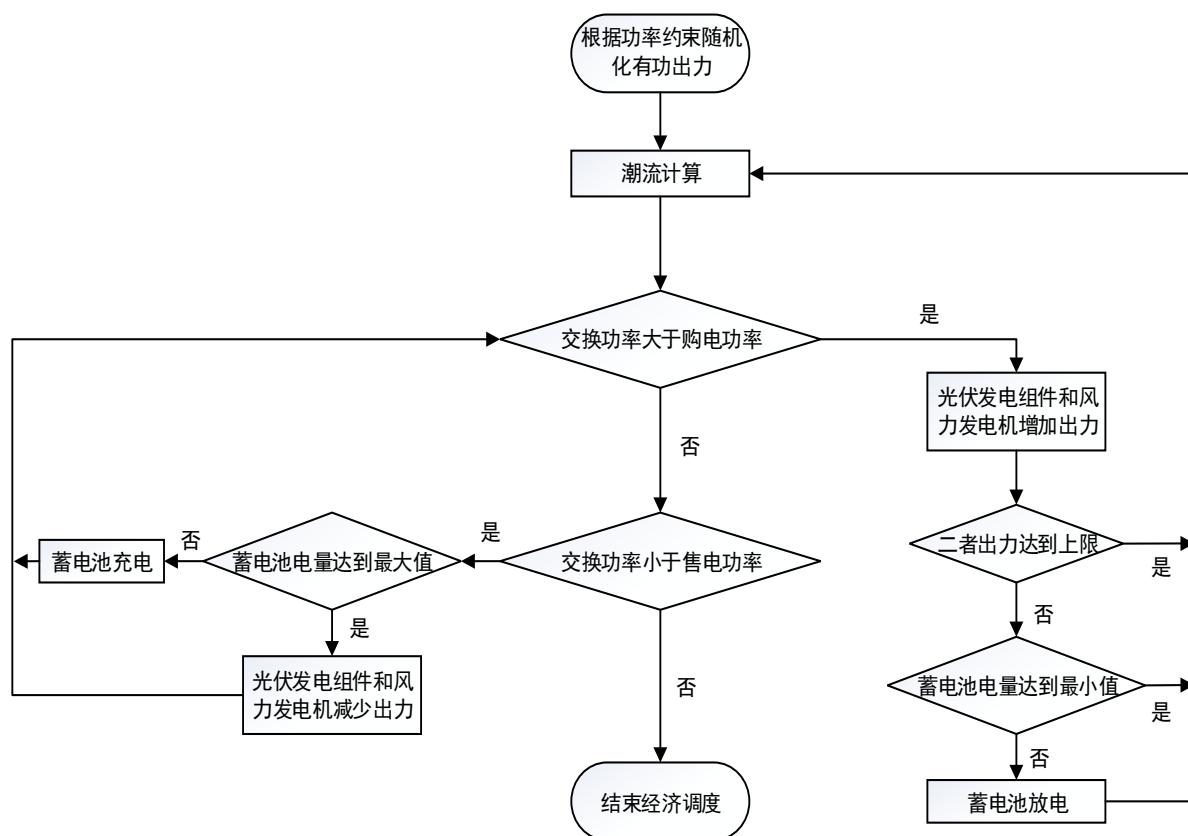 根据功率约束随机
化有功出力
潮流计算
交换功率大于购电功率
是
光伏发电组件和风
力发电机增加出力
否
二者出力达到上限
是
否
蓄电池电量达到最小值
是
否
蓄电池放电
交换功率小于售电功率
是
蓄电池电量达到最大值
否
蓄电池充电
是
光伏发电组件和风
力发电机减少出力
否
结束经济调度